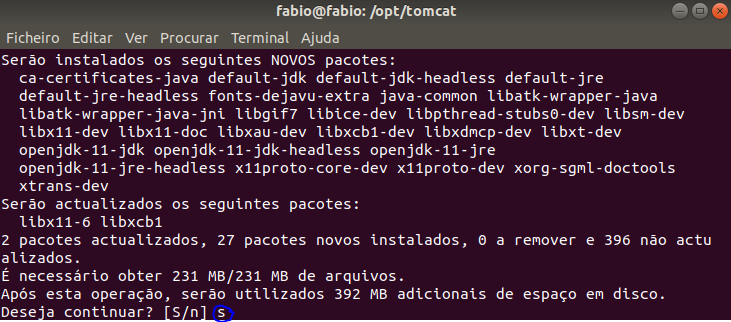 fabio@fabio: /opt/tomcat
Ficheiro Editar Ver Procurar Terminal Ajuda
Serão instalados os seguintes NOVOS pacotes:
ca-certificates-java default-jdk default-jdk-headless default-jre
default-jre-headless fonts-dejavu-extra java-common libatk-wrapper-java
libatk-wrapper-java-jni libgif7 libice-dev libpthread-stubs0-dev libsm-dev
libx11-dev libx11-doc libxau-dev libxcb1-dev libxdmcp-dev libxt-dev
openjdk-11-jdk openjdk-11-jdk-headless openjdk-11-jre
openjdk-11-jre-headless x11proto-core-dev x11proto-dev xorg-sgml-doctools
xtrans-dev
Serão actualizados os seguintes pacotes:
libx11-6 libxcb1
2 pacotes actualizados, 27 pacotes novos instalados, 0 a remover e 396 não actu
alizados.
É necessário obter 231 MB/231 MB de arquivos.
Após esta operação, serão utilizados 392 MB adicionais de espaço em disco.
Deseja continuar? [S/n] s